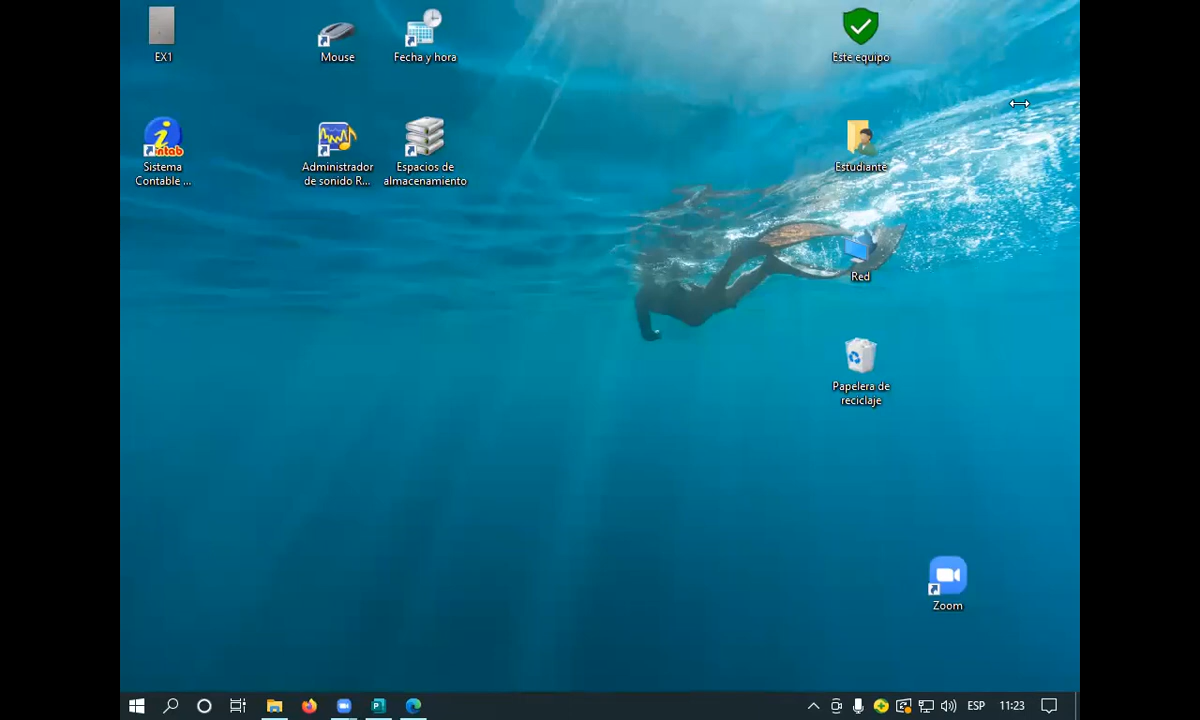 EX1
Mouse
Fecha y hora
Este equipo
Sistema
Contable ...
Administrador
de sonido R...
Espacios de
almacenamiento
Estudiante
Red
Papelera de
reciclaje
Zoom
ESP
11:23